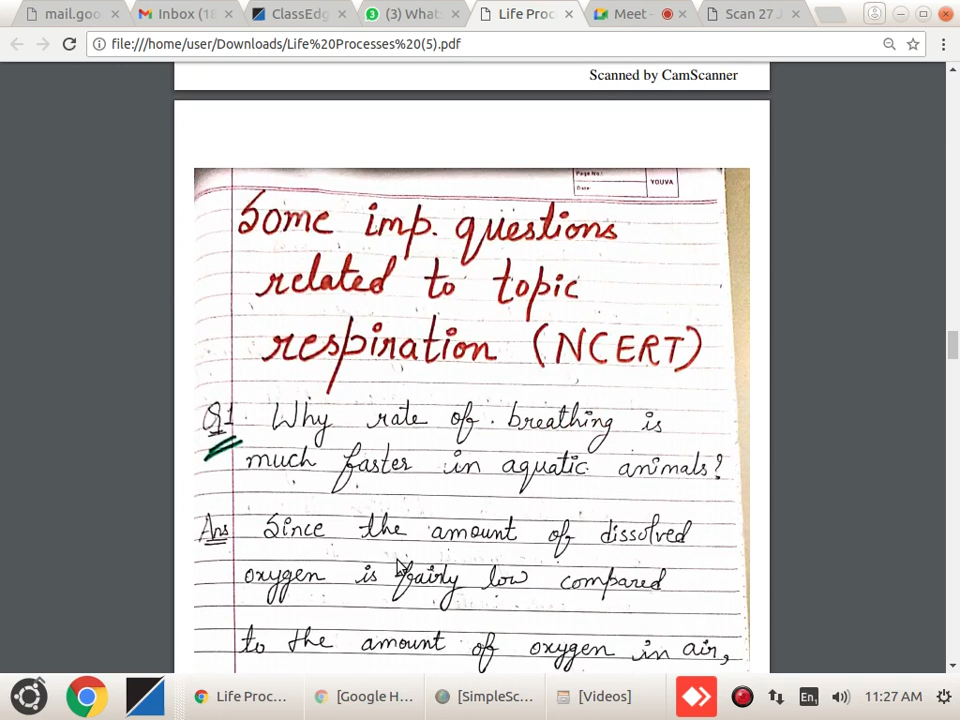 mail.goo
Inbox (18
ClassEdg
(3) What
Life Proc
Meet -
Scan 27 J
file:///home/user/Downloads/Life%20Processes%20(5).pdf
Scanned by CamScanner
Page No.:
Date:
YOUVA
Some imp. questions
related to topic
respiration (NCERT)
Q1 Why rate of breathing is
much faster in aquatic animals?
Ans Since the amount of dissolved
oxygen is fairly low compared
to the amount of oxygen in air,
Life Proc...
[Google H...
[SimpleSc...
[Videos]
En
11:27 AM